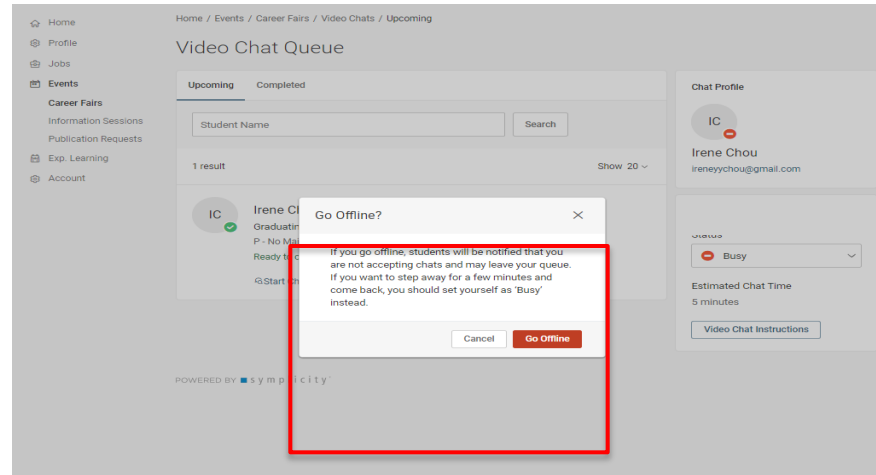 Home
Profile
Jobs
Events
Career Fairs
Information Sessions
Publication Requests
Exp. Learning
Account
Home / Events / Career Fairs / Video Chats / Upcoming
Video Chat Queue
Upcoming Completed
Student Name Search
1 result Show 20
IC
Irene
Ready to
Go Offline?
If you go offline, students will be notified that you
are not accepting chats and may leave your queue.
If you want to step away for a few minutes and
come back, you should set yourself as 'Busy'
instead.
Cancel Go Offline
Chat Profile
IC
Irene Chou
ireneyychou@gmail.com
Status
Busy
Estimated Chat Time
5 minutes
Video Chat Instructions
POWERED BY symplicity